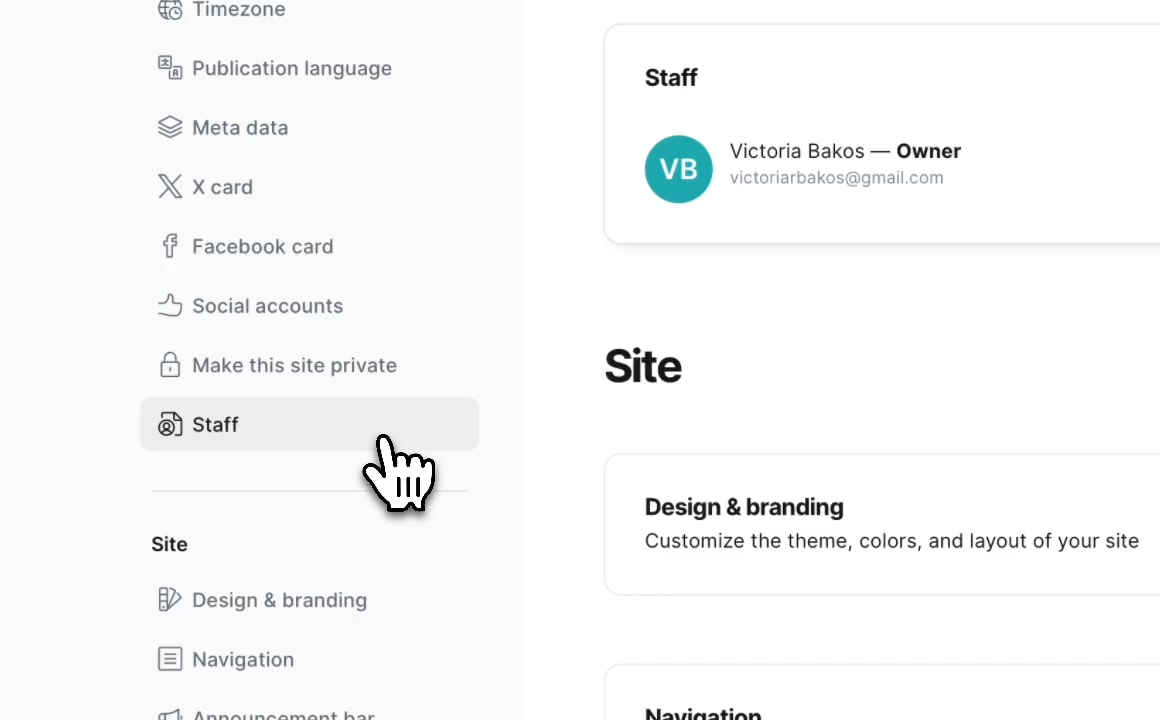 Timezone
Publication language
Meta data
X card
Facebook card
Social accounts
Make this site private
Staff
Site
Design & branding
Navigation
Announcement bar
Staff
VB
Victoria Bakos — Owner
victoriarbakos@gmail.com
Site
Design & branding
Customize the theme, colors, and layout of your site
Navigation